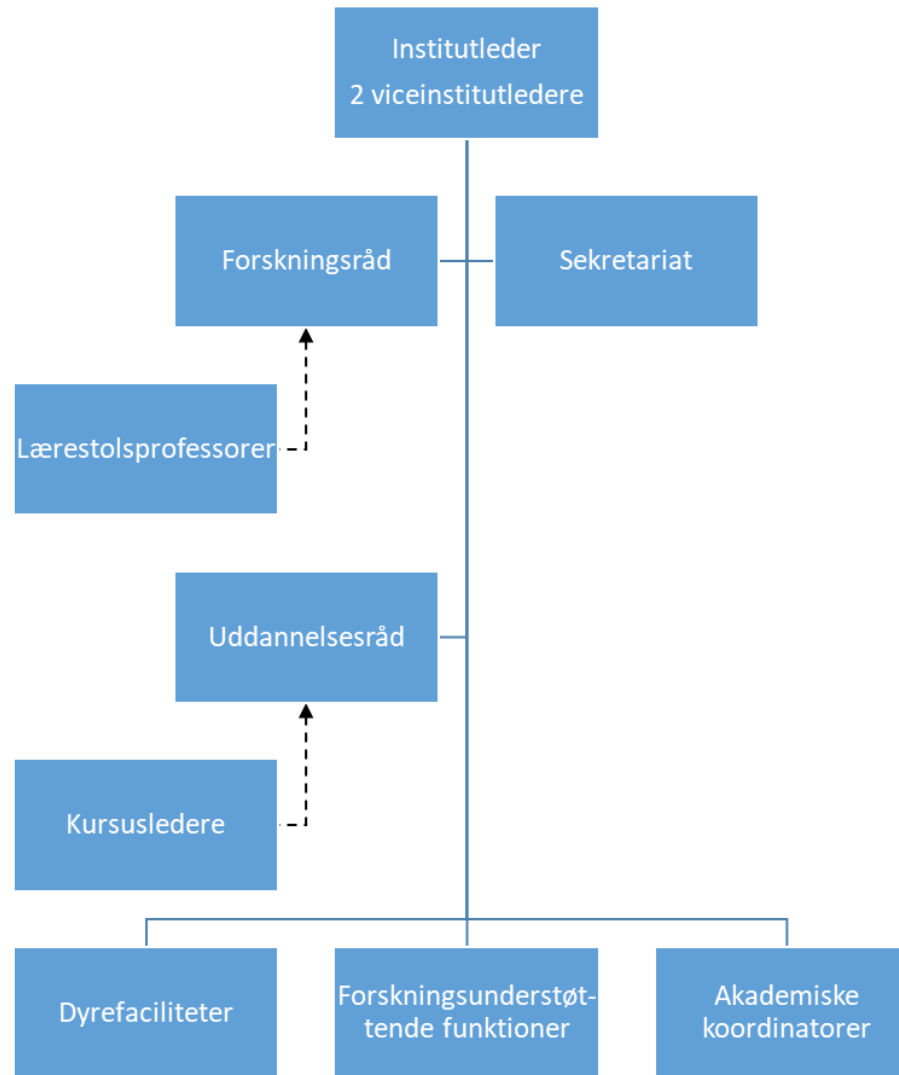 Institutleder
2 viceinstitutledere
Forskningsråd
Sekretariat
Lærestolsprofessorer
Uddannelsesråd
Kursusledere
Dyrefaciliteter
Forskningsunderstøt-
tende funktioner
Akademiske
koordinatorer